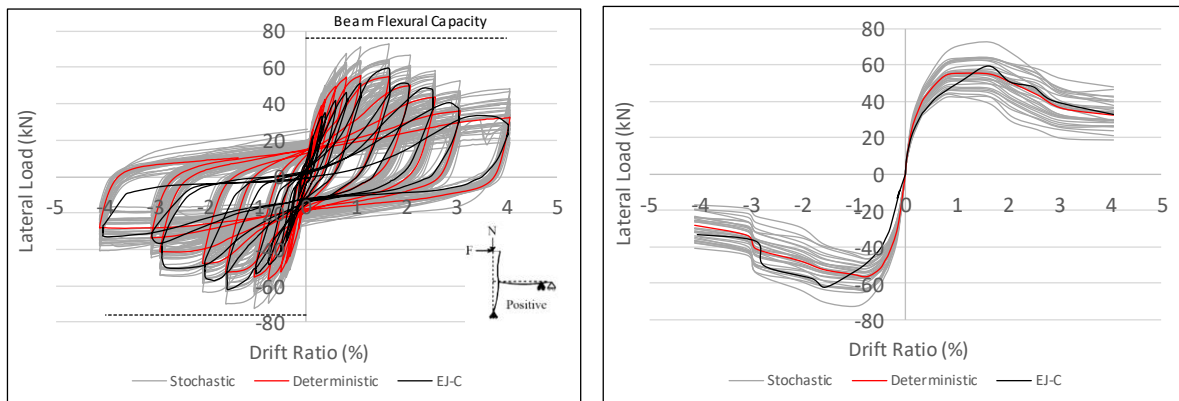 Beam Flexural Capacity
80
60
40
20
0
-20
-40
-60
-80
-5 -4 -3 -2 -1 0 1 2 3 4 5
Lateral Load (kN)
Drift Ratio (%)
N
F
Positive
Stochastic Deterministic EJ-C
80
60
40
20
0
-20
-40
-60
-80
-5 -4 -3 -2 -1 0 1 2 3 4 5
Lateral Load (kN)
Drift Ratio (%)
Stochastic Deterministic EJ-C